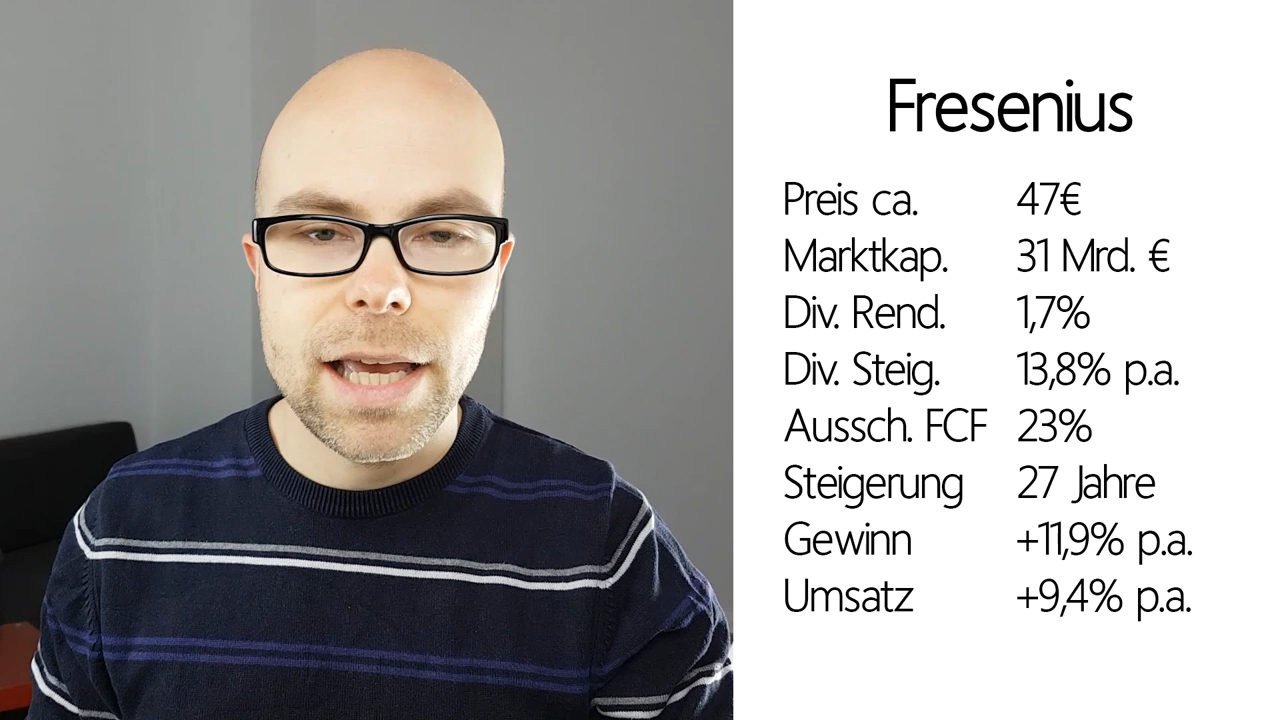 Fresenius
Preis ca. 47€
Marktkap. 31 Mrd. €
Div. Rend. 1,7%
Div. Steig. 13,8% p.a.
Aussch. FCF 23%
Steigerung 27 Jahre
Gewinn +11,9% p.a.
Umsatz +9,4% p.a.